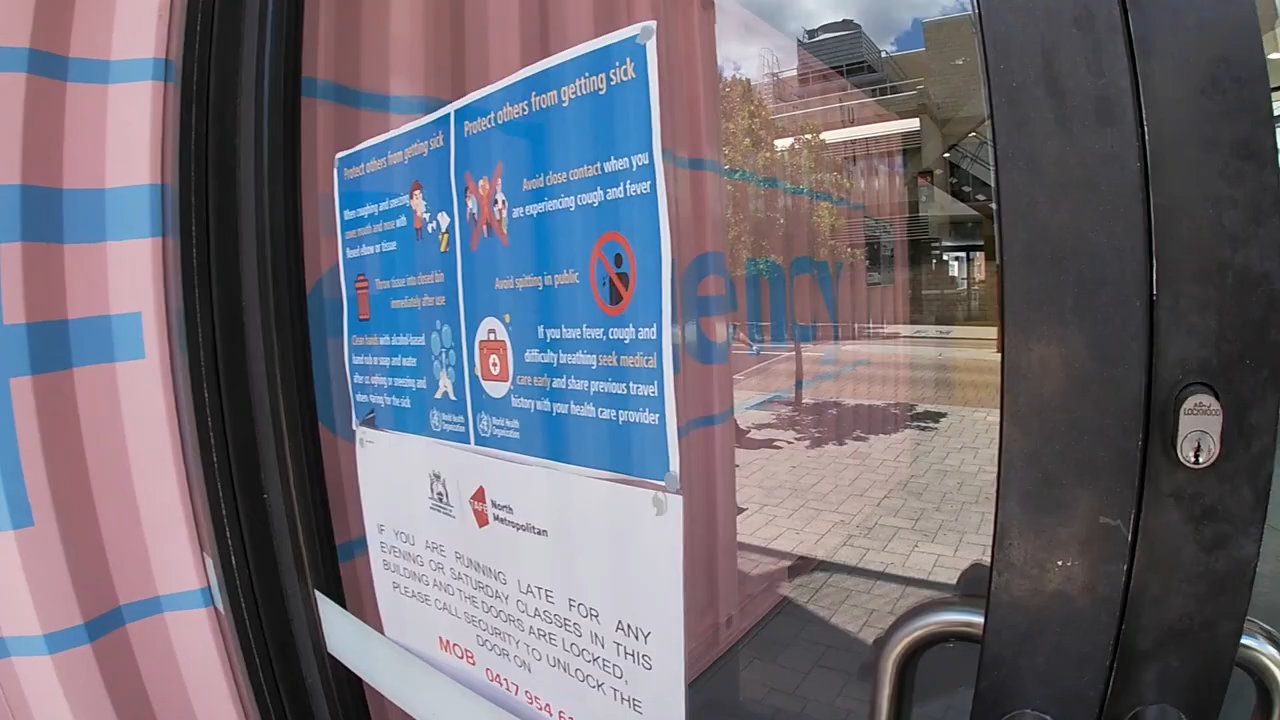 Protect others from getting sick
When coughing and sneezing
cover mouth and nose with
flexed elbow or tissue
Throw tissue into closed bin
immediately after use
Clean hands with alcohol-based
hand rub or soap and water
after coughing or sneezing and
when caring for the sick
World Health
Organization
Protect others from getting sick
Avoid close contact when you
are experiencing cough and fever
Avoid spitting in public
If you have fever, cough and
difficulty breathing seek medical
care early and share previous travel
history with your health care provider
World Health
Organization
TAFE North
Metropolitan
IF YOU ARE RUNNING LATE FOR ANY
EVENING OR SATURDAY CLASSES IN THIS
BUILDING AND THE DOORS ARE LOCKED,
PLEASE CALL SECURITY TO UNLOCK THE
DOOR ON
MOB 0417 954
ency
LOCKWOOD